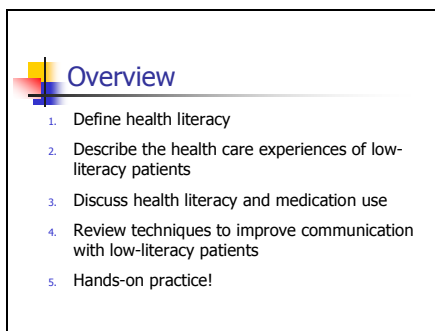 Overview
1. Define health literacy
2. Describe the health care experiences of low-
literacy patients
3. Discuss health literacy and medication use
4. Review techniques to improve communication
with low-literacy patients
5. Hands-on practice!